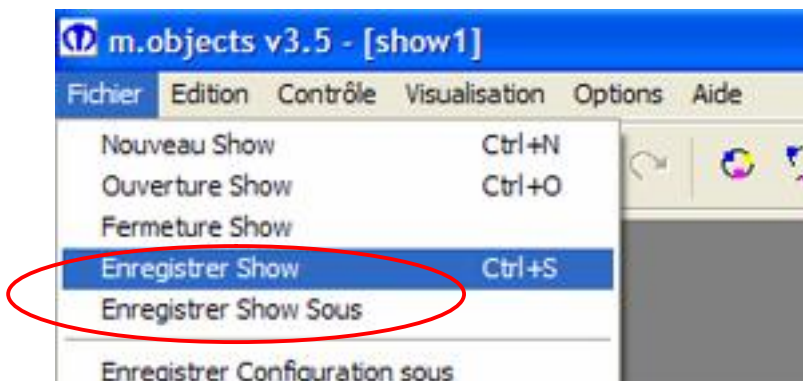 m.objects v3.5 - [show1]
Fichier Edition Contrôle Visualisation Options Aide
Nouveau Show Ctrl+N
Ouverture Show Ctrl+O
Fermeture Show
Enregistrer Show Ctrl+S
Enregistrer Show Sous
Enregistrer Configuration sous